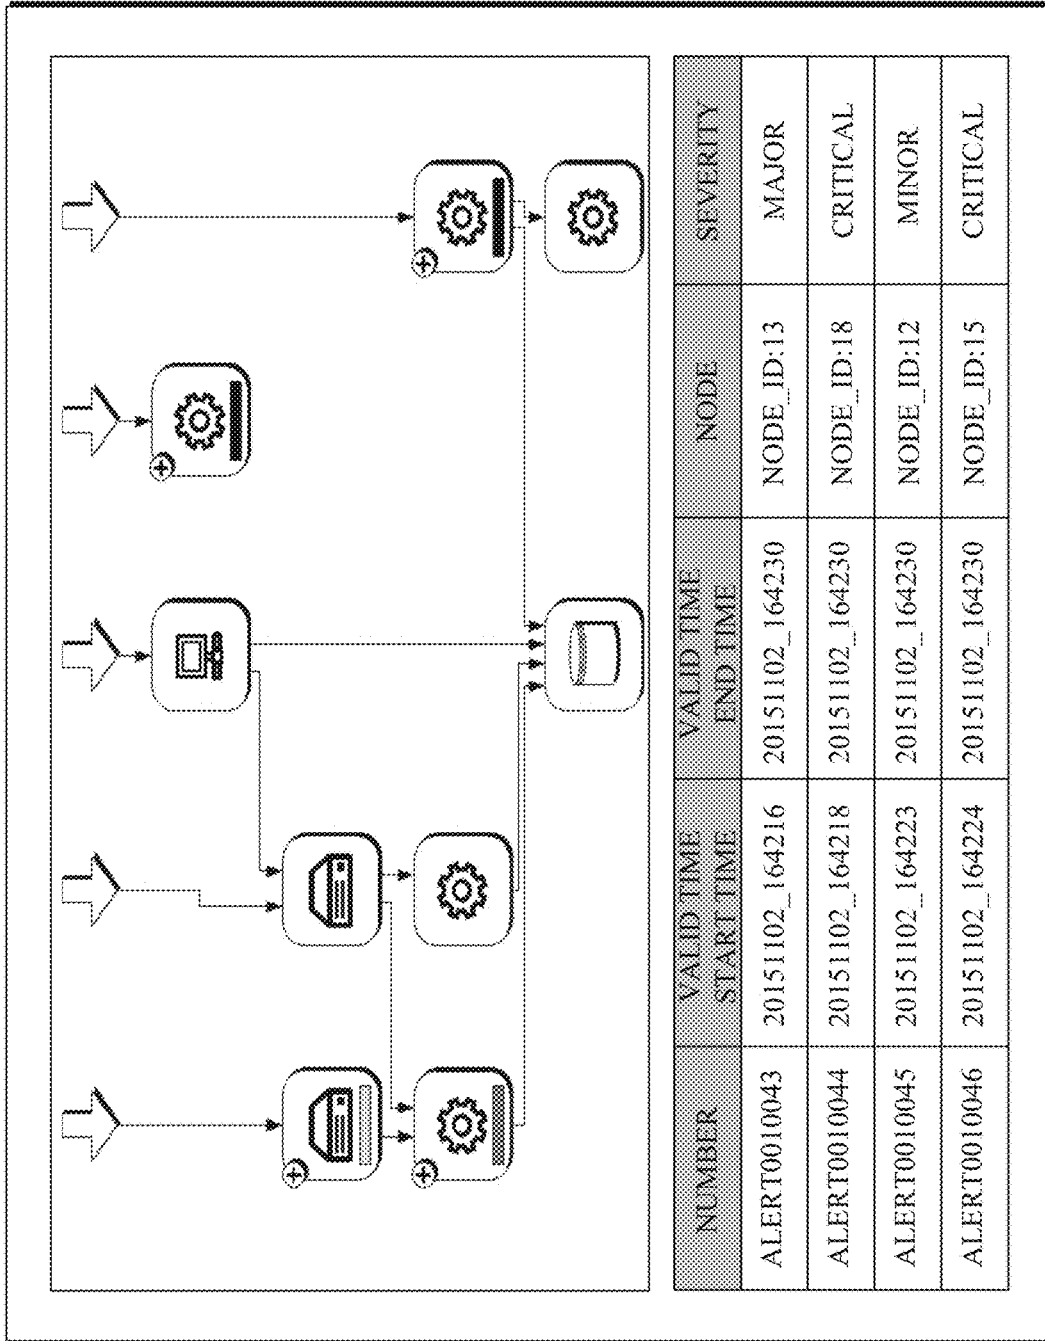 NUMBER VALID TIME START TIME VALID TIME END TIME NODE SEVERITY
ALERT0010043 20151102_164216 20151102_164230 NODE_ID:13 MAJOR
ALERT0010044 20151102_164218 20151102_164230 NODE_ID:18 CRITICAL
ALERT0010045 20151102_164223 20151102_164230 NODE_ID:12 MINOR
ALERT0010046 20151102_164224 20151102_164230 NODE_ID:15 CRITICAL